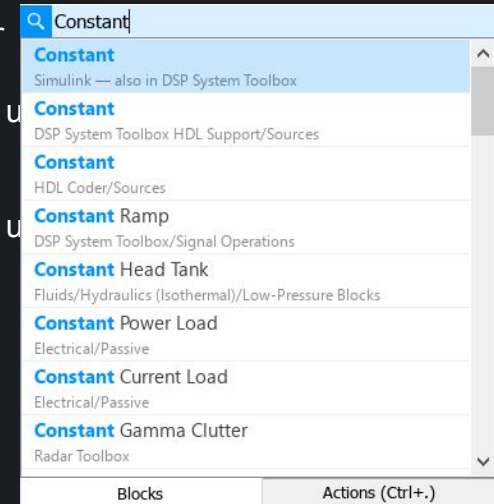 Constant
Constant
Simulink — also in DSP System Toolbox
Constant
DSP System Toolbox HDL Support/Sources
Constant
HDL Coder/Sources
Constant Ramp
DSP System Toolbox/Signal Operations
Constant Head Tank
Fluids/Hydraulics (Isothermal)/Low-Pressure Blocks
Constant Power Load
Electrical/Passive
Constant Current Load
Electrical/Passive
Constant Gamma Clutter
Radar Toolbox
Blocks Actions (Ctrl+.)